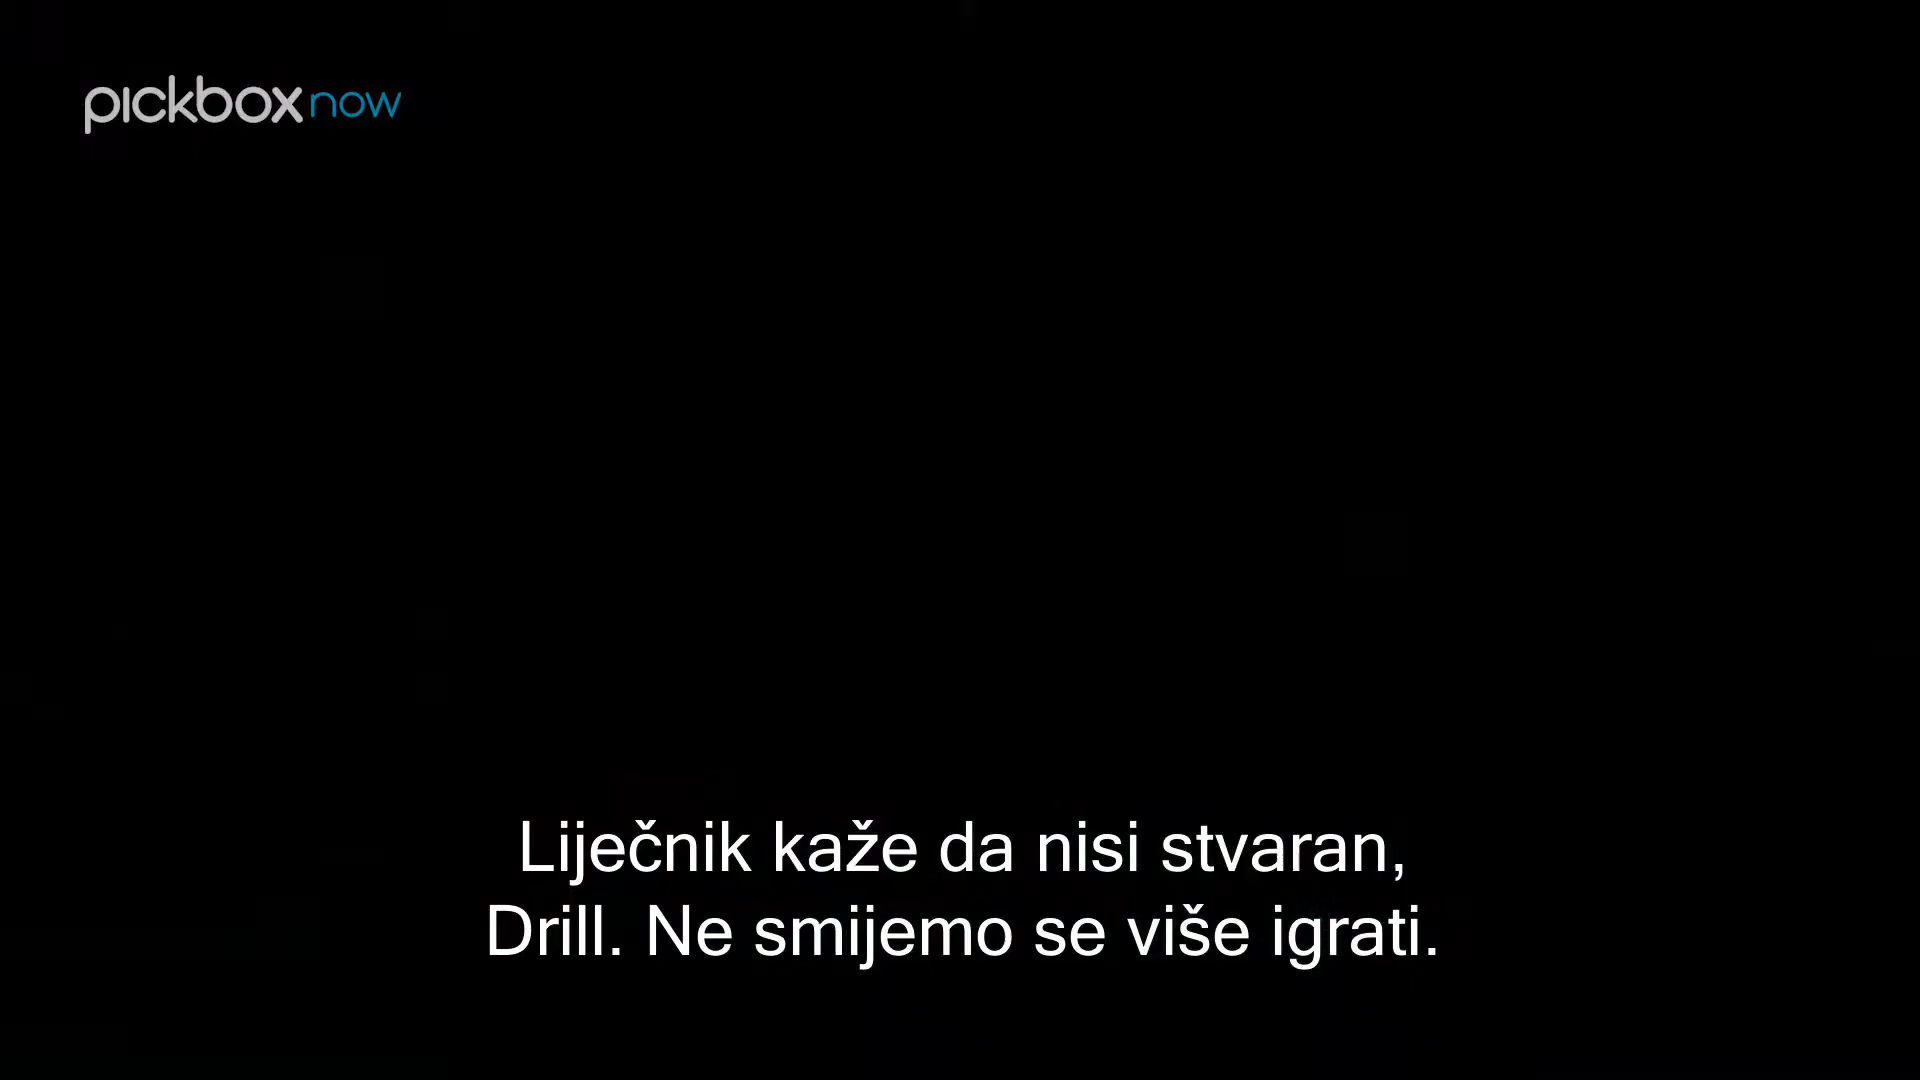 pickbox now
Liječnik kaže da nisi stvaran,
Drill. Ne smijemo se više igrati.